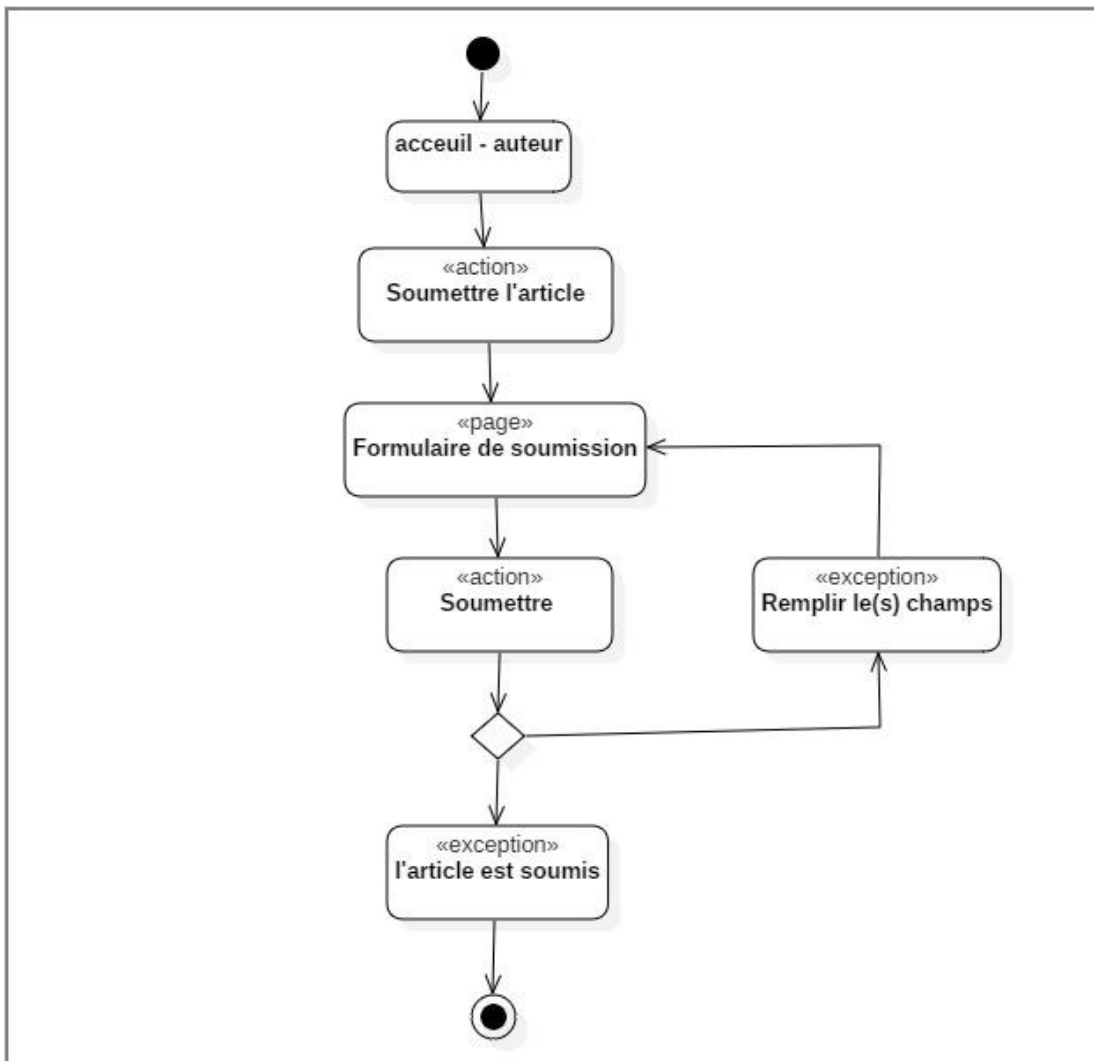 acceuil - auteur
«action»
Soumettre l'article
«page»
Formulaire de soumission
«action»
Soumettre
«exception»
Remplir le(s) champs
«exception»
l'article est soumis